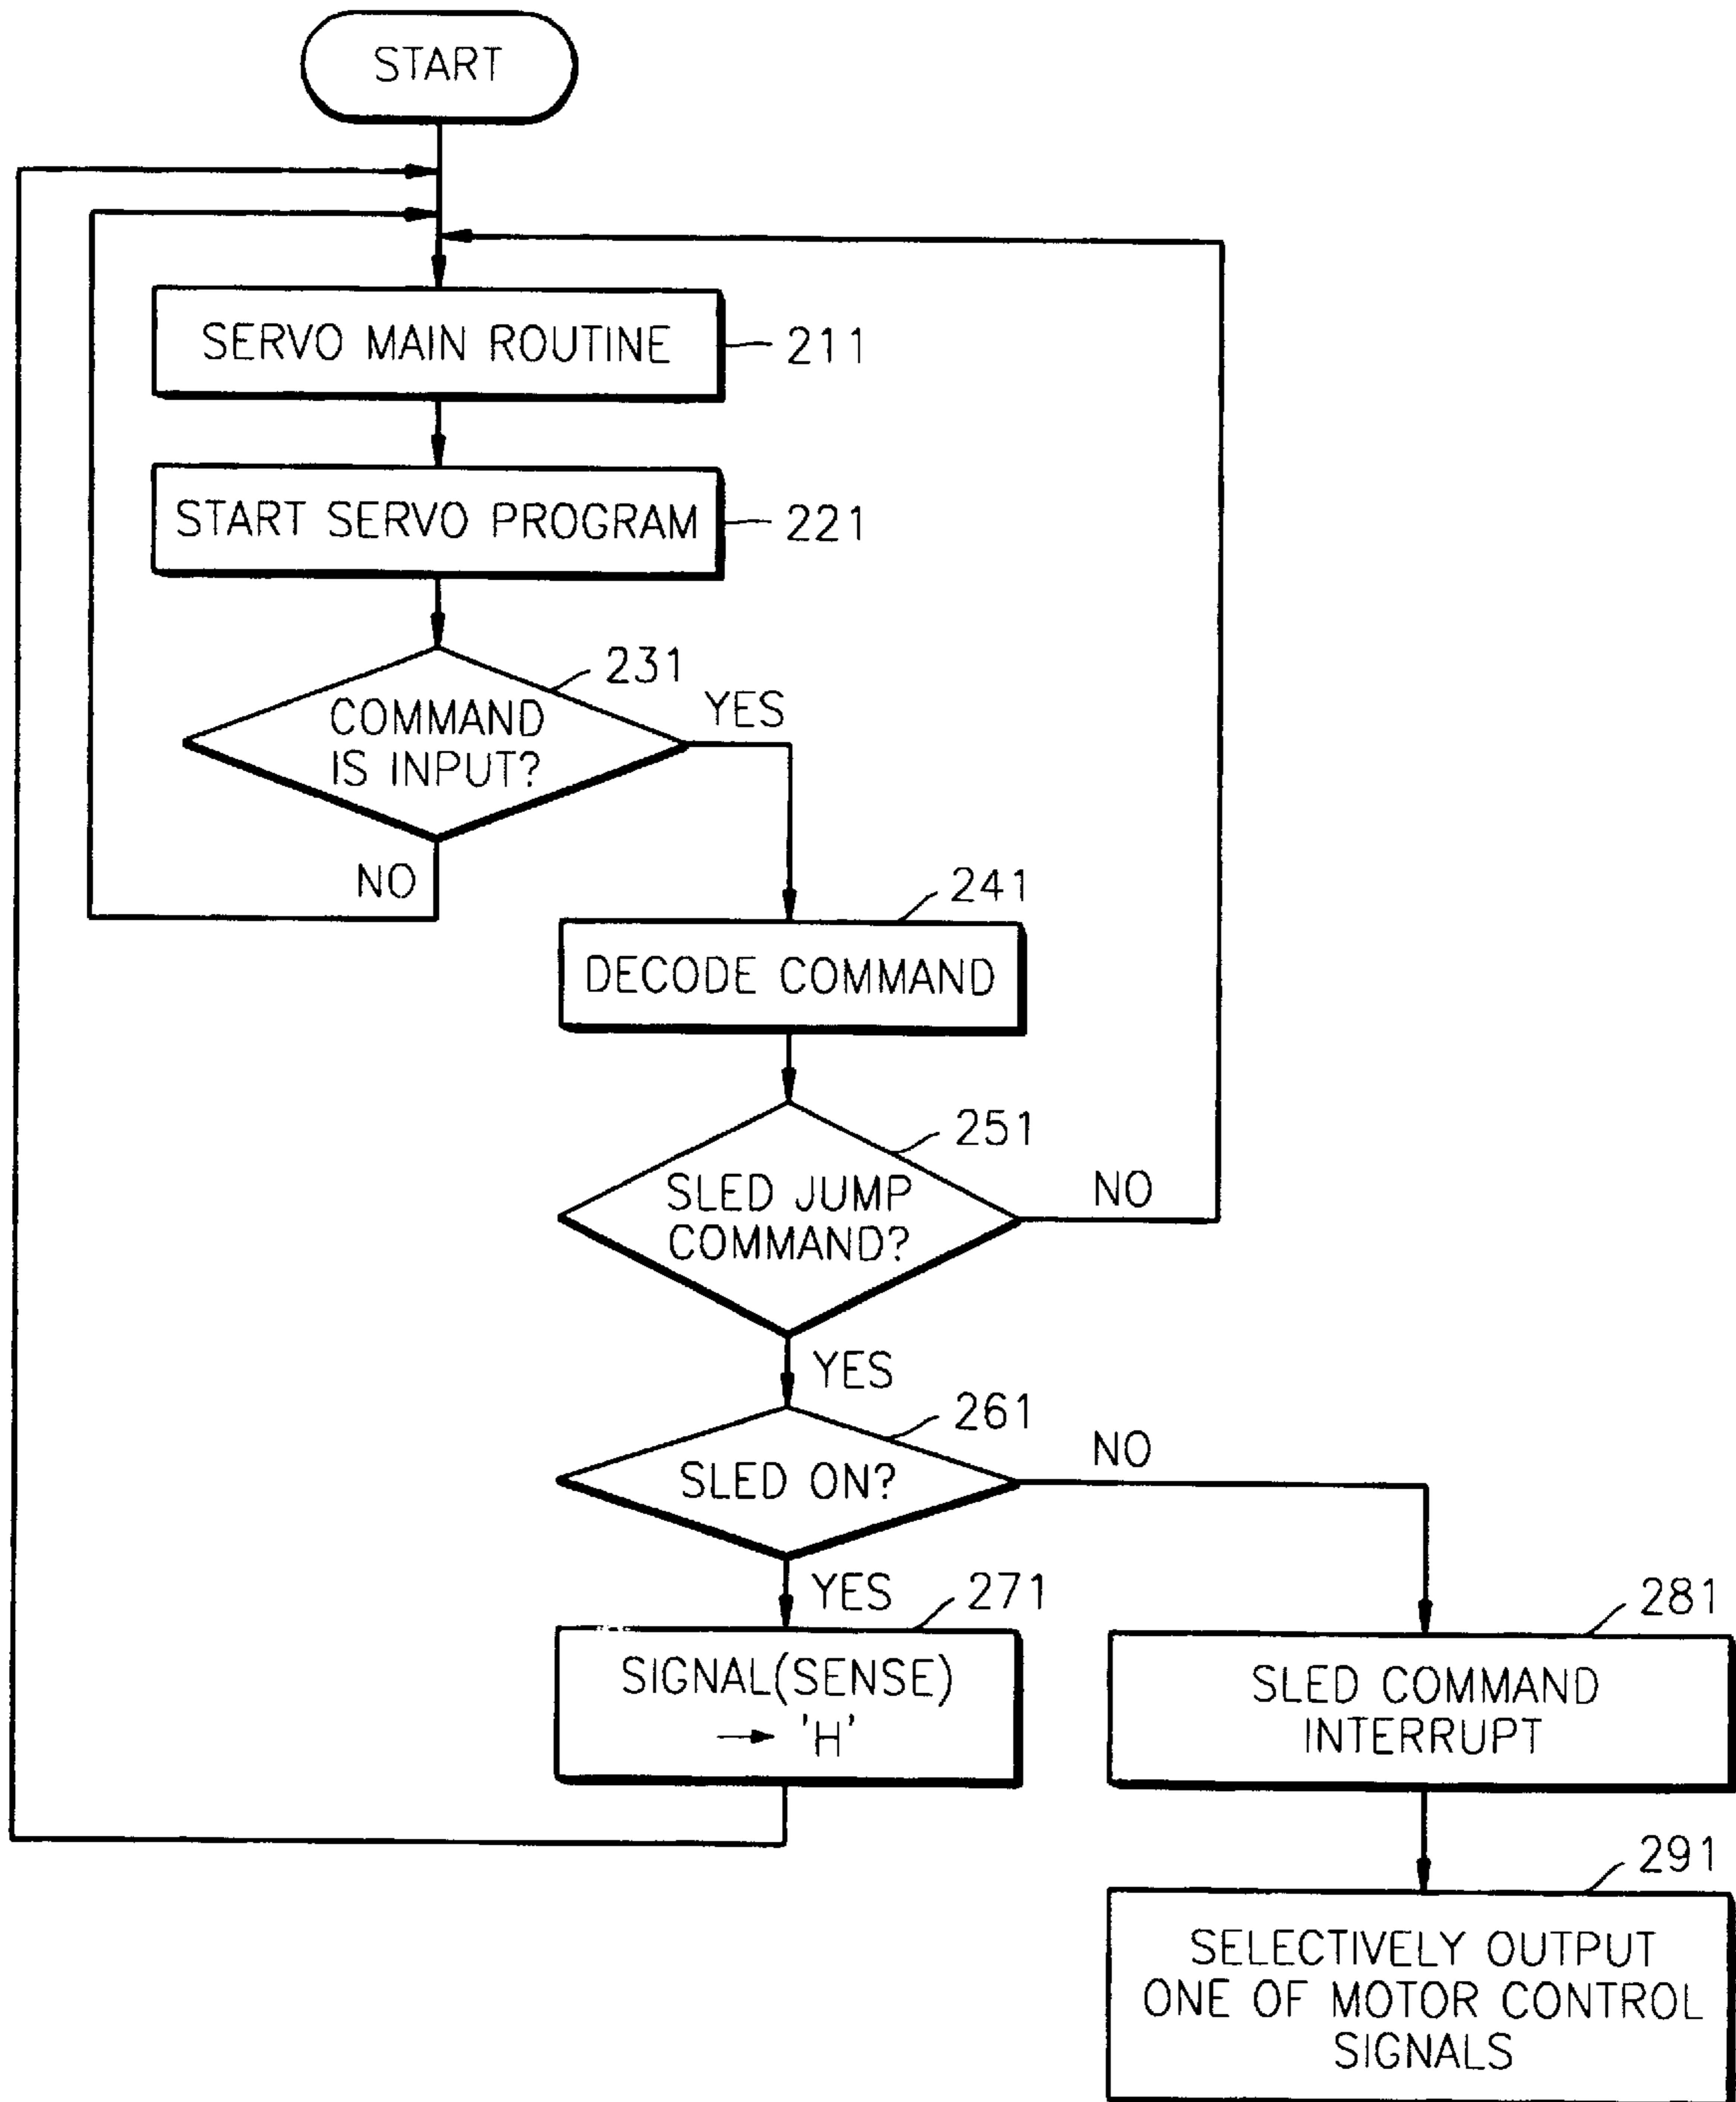 START
SERVO MAIN ROUTINE
211
START SERVO PROGRAM
221
231
COMMAND
IS INPUT?
YES
NO
241
DECODE COMMAND
251
SLED JUMP
COMMAND?
NO
YES
261
SLED ON?
NO
YES
271
SIGNAL(SENSE)
→ 'H'
281
SLED COMMAND
INTERRUPT
291
SELECTIVELY OUTPUT
ONE OF MOTOR CONTROL
SIGNALS